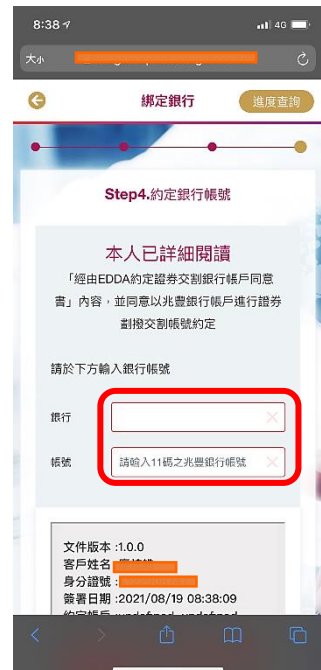 8:38
4G
大小
綁定銀行
進度查詢
Step4.約定銀行帳號
本人已詳細閱讀
「經由EDDA約定證券交割銀行帳戶同意
書」內容，並同意以兆豐銀行帳戶進行證券
劃撥交割帳號約定
請於下方輸入銀行帳號
銀行
帳號
請輸入11碼之兆豐銀行帳號
文件版本 :1.0.0
客戶姓名
身分證號 :
簽署日期 :2021/08/19 08:38:09